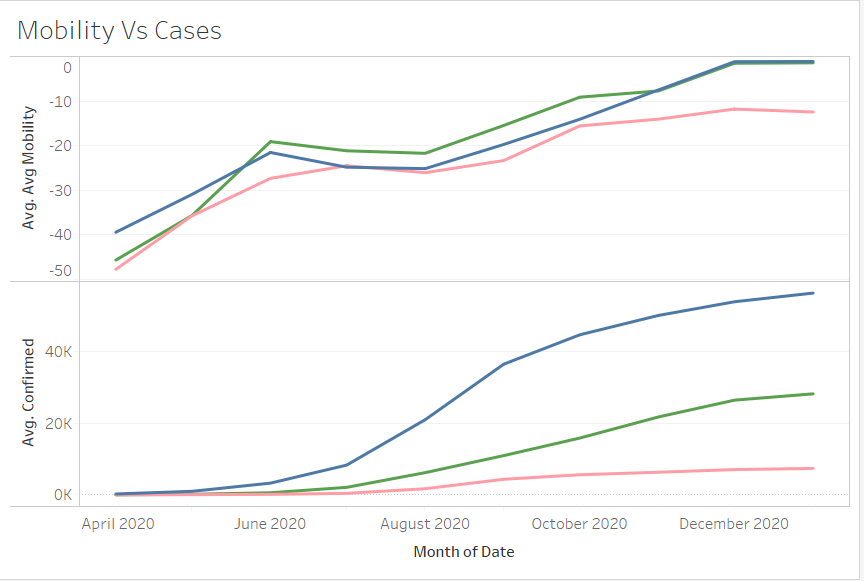 Mobility Vs Cases
0
-10
-20
-30
-40
-50
Avg. Avg Mobility
40K
20K
0K
Avg. Confirmed
April 2020
June 2020
August 2020
October 2020
December 2020
Month of Date